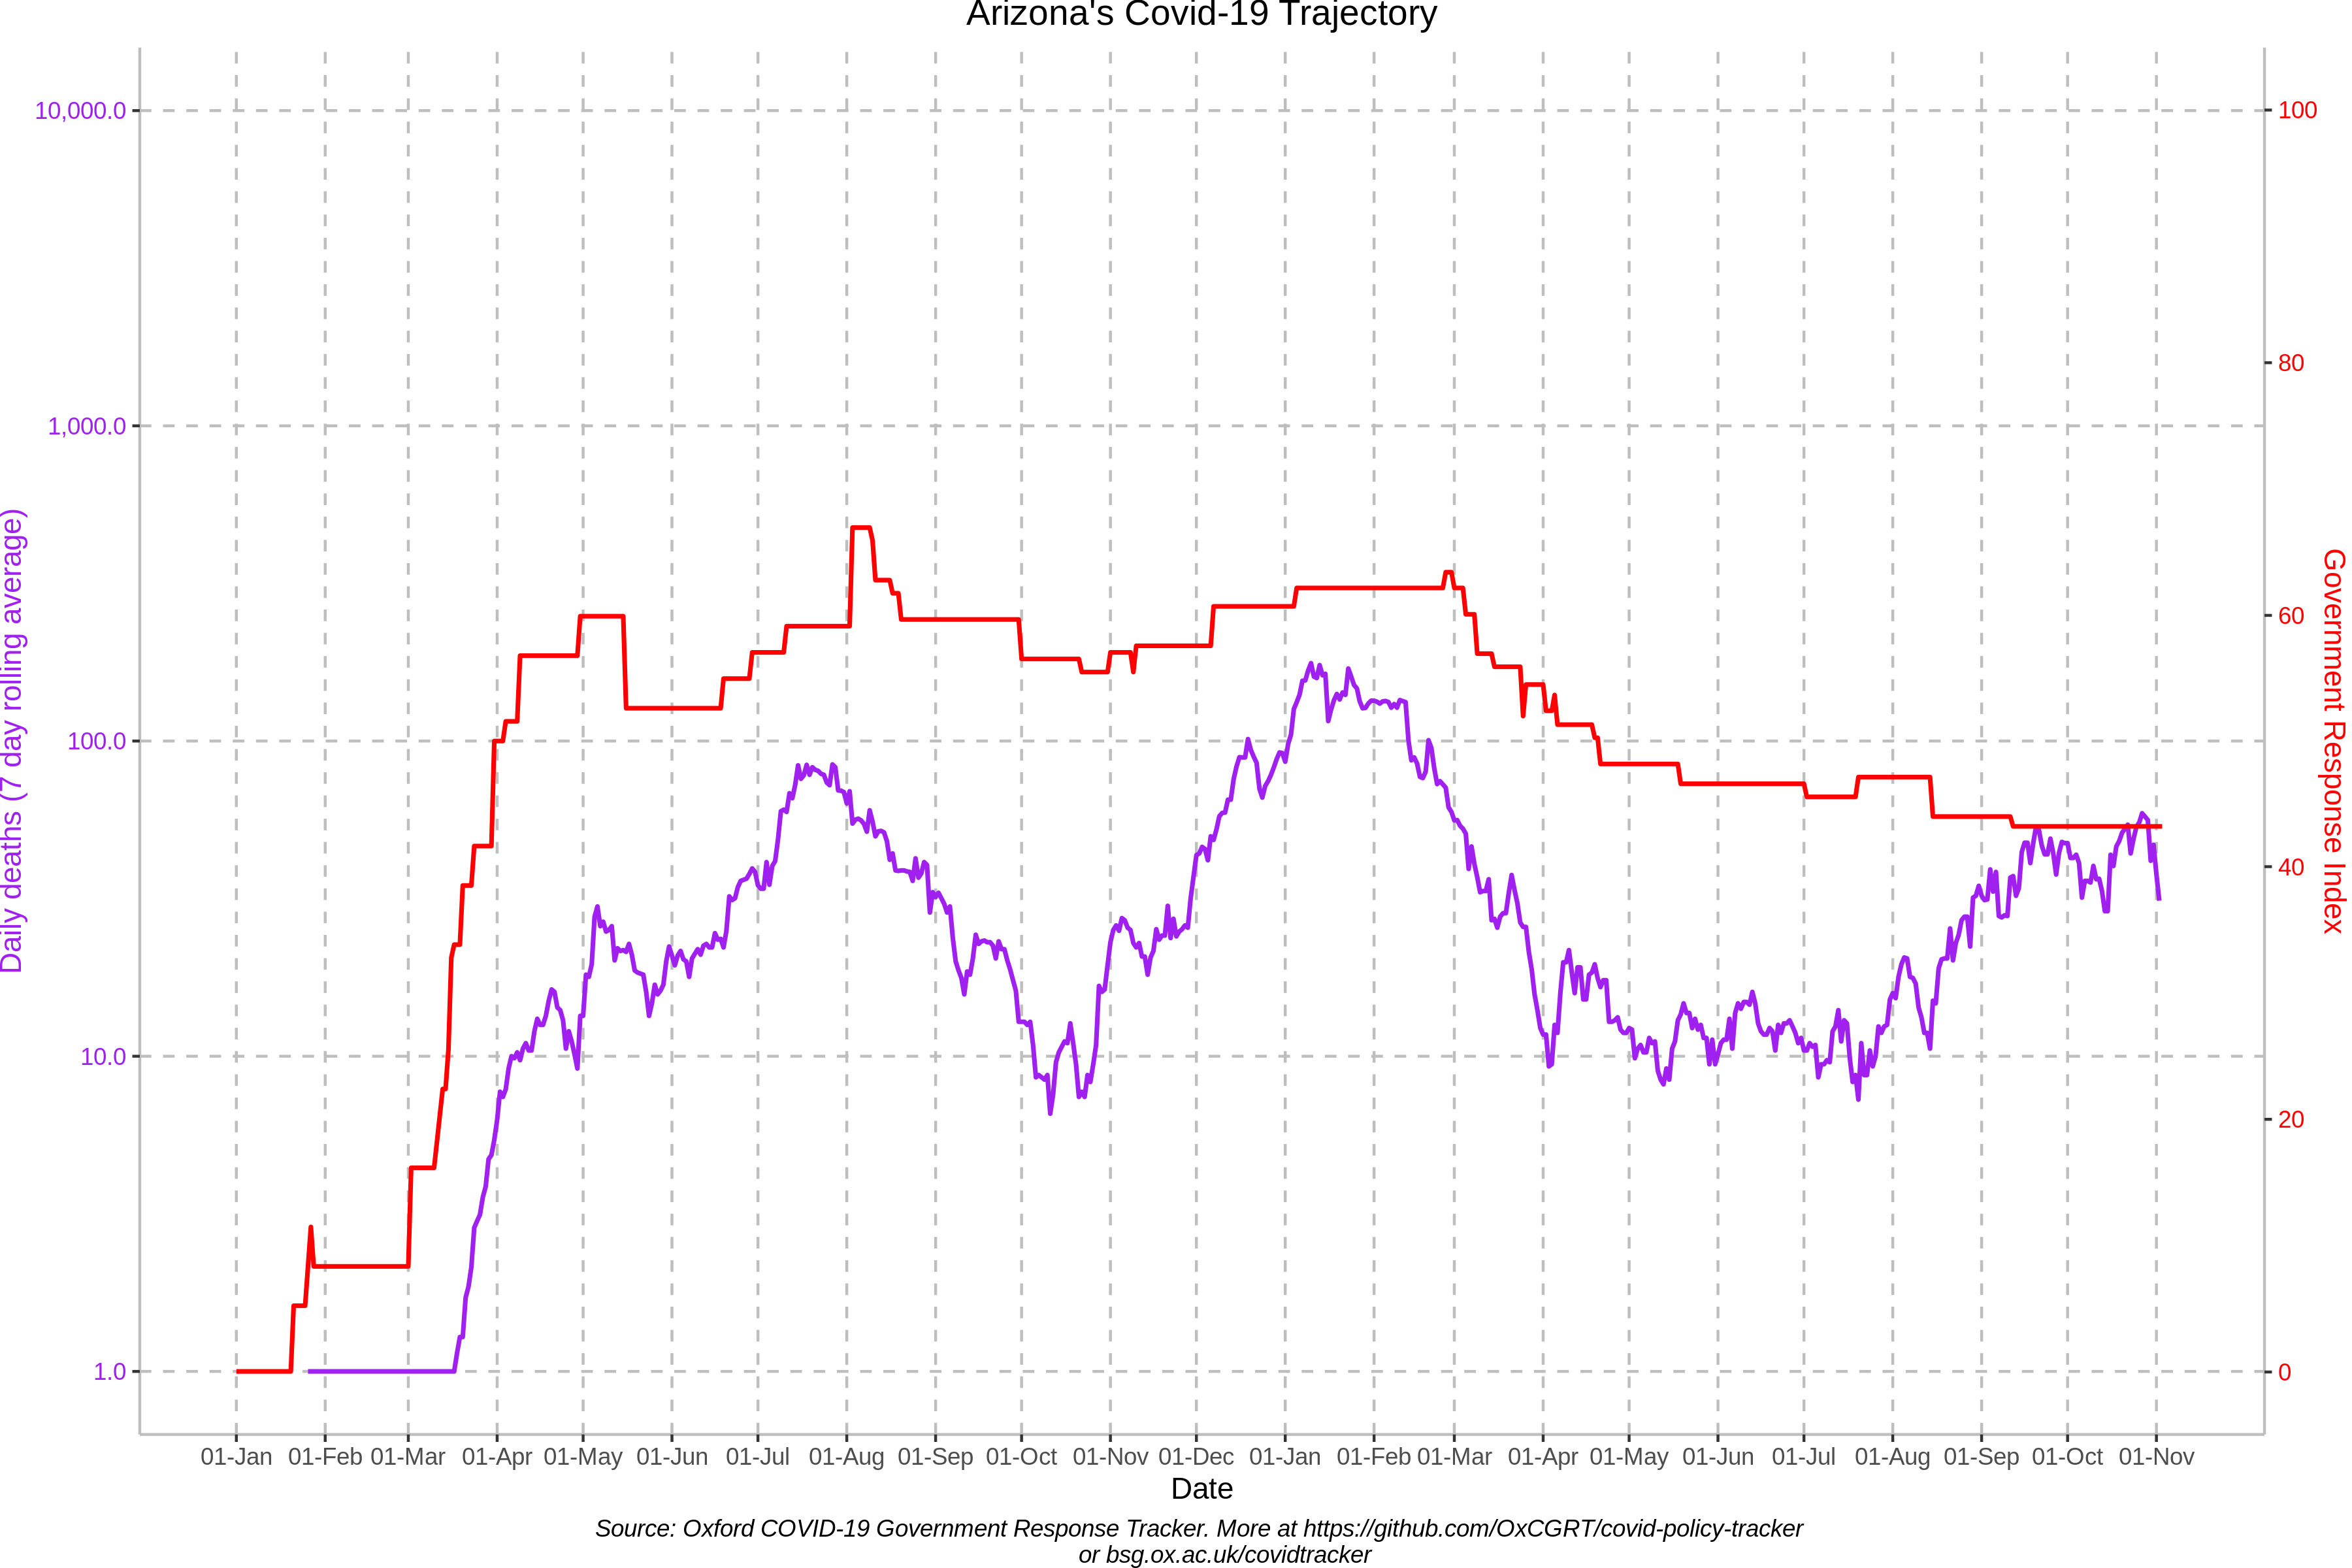 Arizona's Covid-19 Trajectory
10,000.0
1,000.0
100.0
10.0
1.0
Daily deaths (7 day rolling average)
100
80
60
40
20
0
Government Response Index
01-Jan 01-Feb 01-Mar 01-Apr 01-May 01-Jun 01-Jul 01-Aug 01-Sep 01-Oct 01-Nov 01-Dec 01-Jan 01-Feb 01-Mar 01-Apr 01-May 01-Jun 01-Jul 01-Aug 01-Sep 01-Oct 01-Nov
Date
Source: Oxford COVID-19 Government Response Tracker. More at https://github.com/OxCGRT/covid-policy-tracker
or bsg.ox.ac.uk/covidtracker